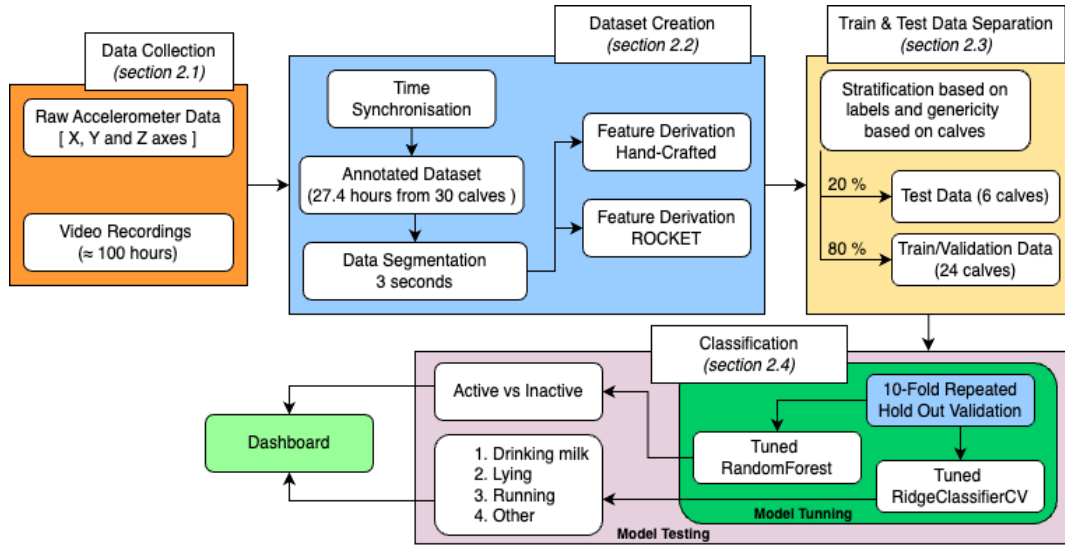 Data Collection
(section 2.1)
Raw Accelerometer Data
[ X, Y and Z axes ]
Video Recordings
(≈ 100 hours)
Dataset Creation
(section 2.2)
Time
Synchronisation
Annotated Dataset
(27.4 hours from 30 calves )
Data Segmentation
3 seconds
Feature Derivation
Hand-Crafted
Feature Derivation
ROCKET
Train & Test Data Separation
(section 2.3)
Stratification based on
labels and genericity
based on calves
20 %
Test Data (6 calves)
80 %
Train/Validation Data
(24 calves)
Classification
(section 2.4)
10-Fold Repeated
Hold Out Validation
Tuned
RandomForest
Tuned
RidgeClassifierCV
Model Tunning
Active vs Inactive
1. Drinking milk
2. Lying
3. Running
4. Other
Model Testing
Dashboard